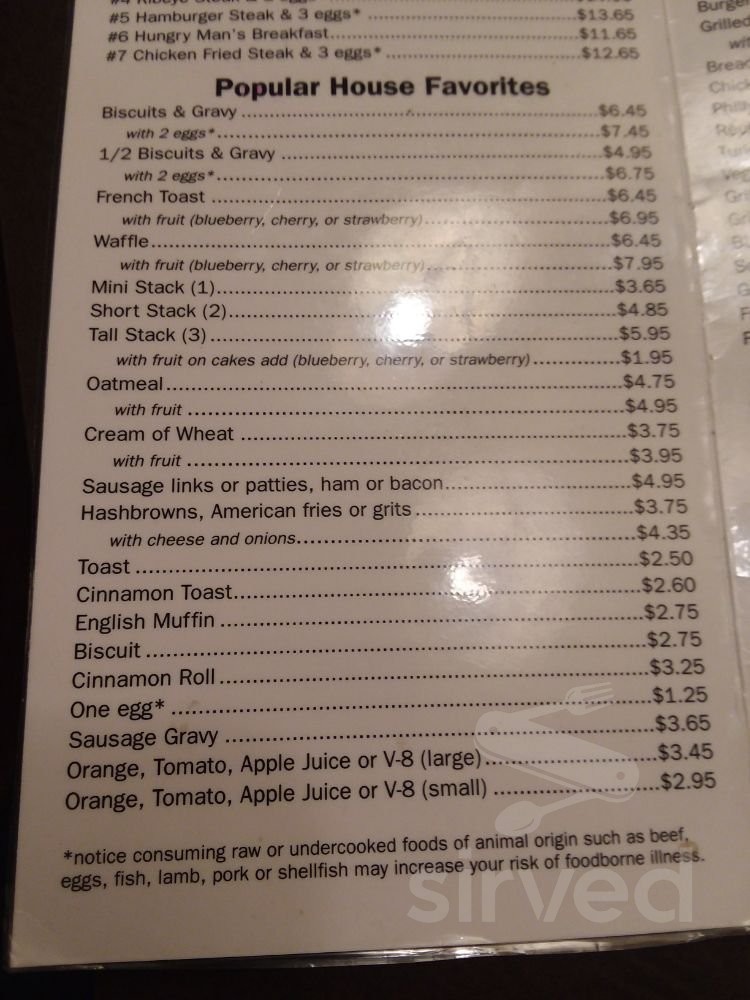 #5 Hamburger Steak & 3 eggs* $13.65
#6 Hungry Man's Breakfast $11.65
#7 Chicken Fried Steak & 3 eggs* $12.65
Popular House Favorites
Biscuits & Gravy $6.45
with 2 eggs* $7.45
1/2 Biscuits & Gravy $4.95
with 2 eggs* $6.75
French Toast $6.45
with fruit (blueberry, cherry, or strawberry) $6.95
Waffle $6.45
with fruit (blueberry, cherry, or strawberry) $7.95
Mini Stack (1) $3.65
Short Stack (2) $4.85
Tall Stack (3) $5.95
with fruit on cakes add (blueberry, cherry, or strawberry) $1.95
Oatmeal $4.75
with fruit $4.95
Cream of Wheat $3.75
with fruit $3.95
Sausage links or patties, ham or bacon $4.95
Hashbrowns, American fries or grits $3.75
with cheese and onions $4.35
Toast $2.50
Cinnamon Toast $2.60
English Muffin $2.75
Biscuit $2.75
Cinnamon Roll $3.25
One egg* $1.25
Sausage Gravy $3.65
Orange, Tomato, Apple Juice or V-8 (large) $3.45
Orange, Tomato, Apple Juice or V-8 (small) $2.95
*notice consuming raw or undercooked foods of animal origin such as beef,
eggs, fish, lamb, pork or shellfish may increase your risk of foodborne illness.
sirved